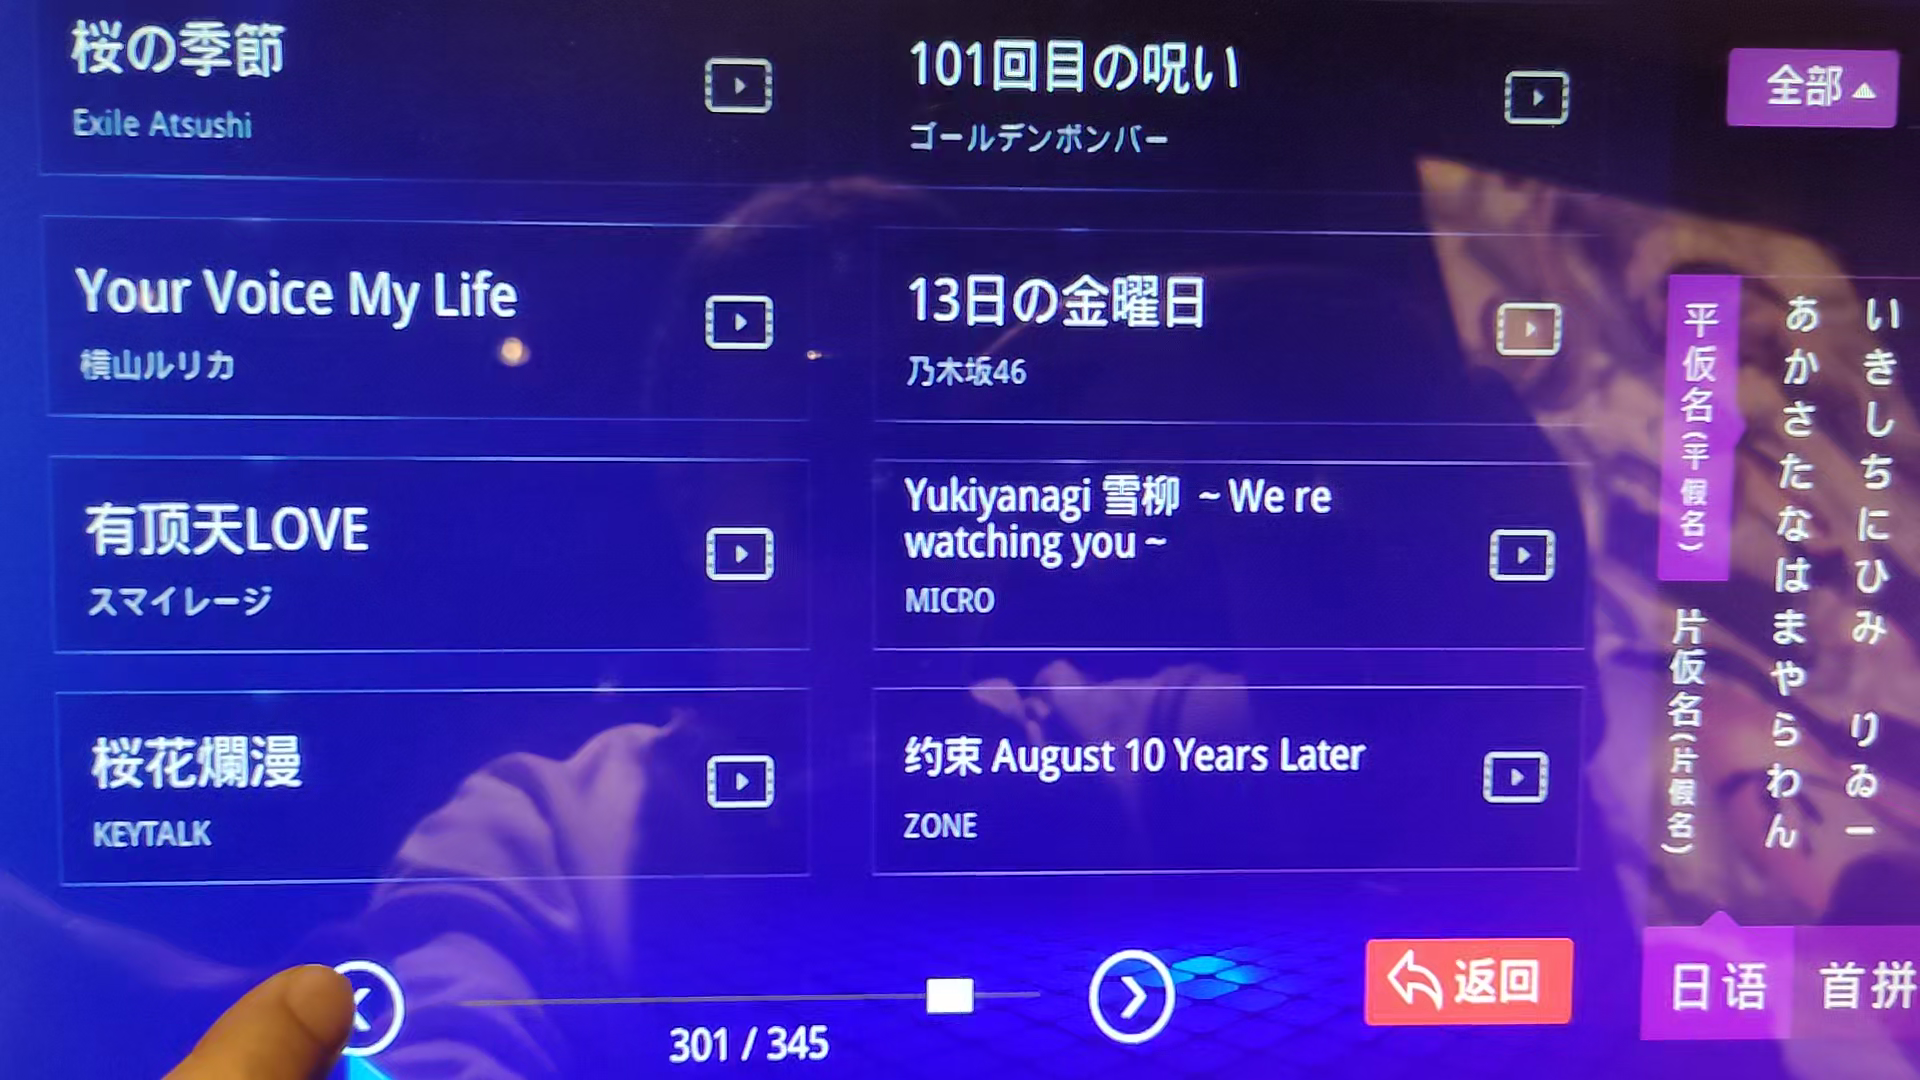 桜の季節
Exile Atsushi
101回目の呪い
ゴールデンボンバー
全部
Your Voice My Life
横山ルリカ
13日の金曜日
乃木坂46
有顶天LOVE
スマイレージ
Yukiyanagi 雪柳 ~ We re
watching you ~
MICRO
桜花爛漫
KEYTALK
约束 August 10 Years Later
ZONE
平仮名(平假名)
片仮名(片假名)
あかさたなはまやらわん
いきしちにひみ りゐー
301 / 345
返回
日语
首拼